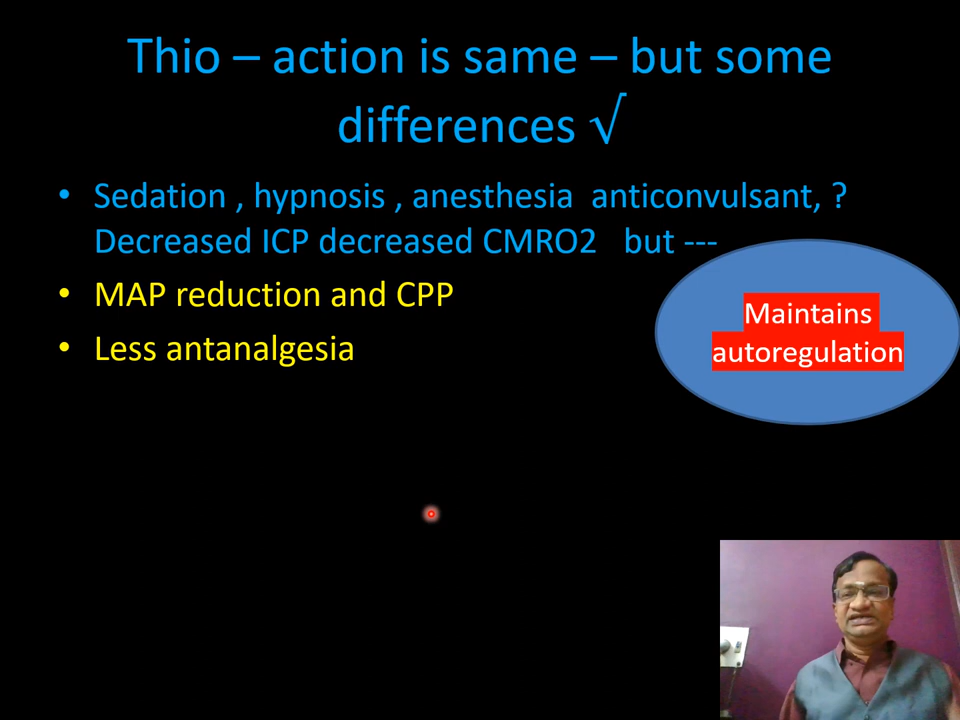 Thio – action is same – but some
differences √
• Sedation , hypnosis , anesthesia anticonvulsant, ?
Decreased ICP decreased CMRO2 but ---
• MAP reduction and CPP
• Less antanalgesia
Maintains
autoregulation